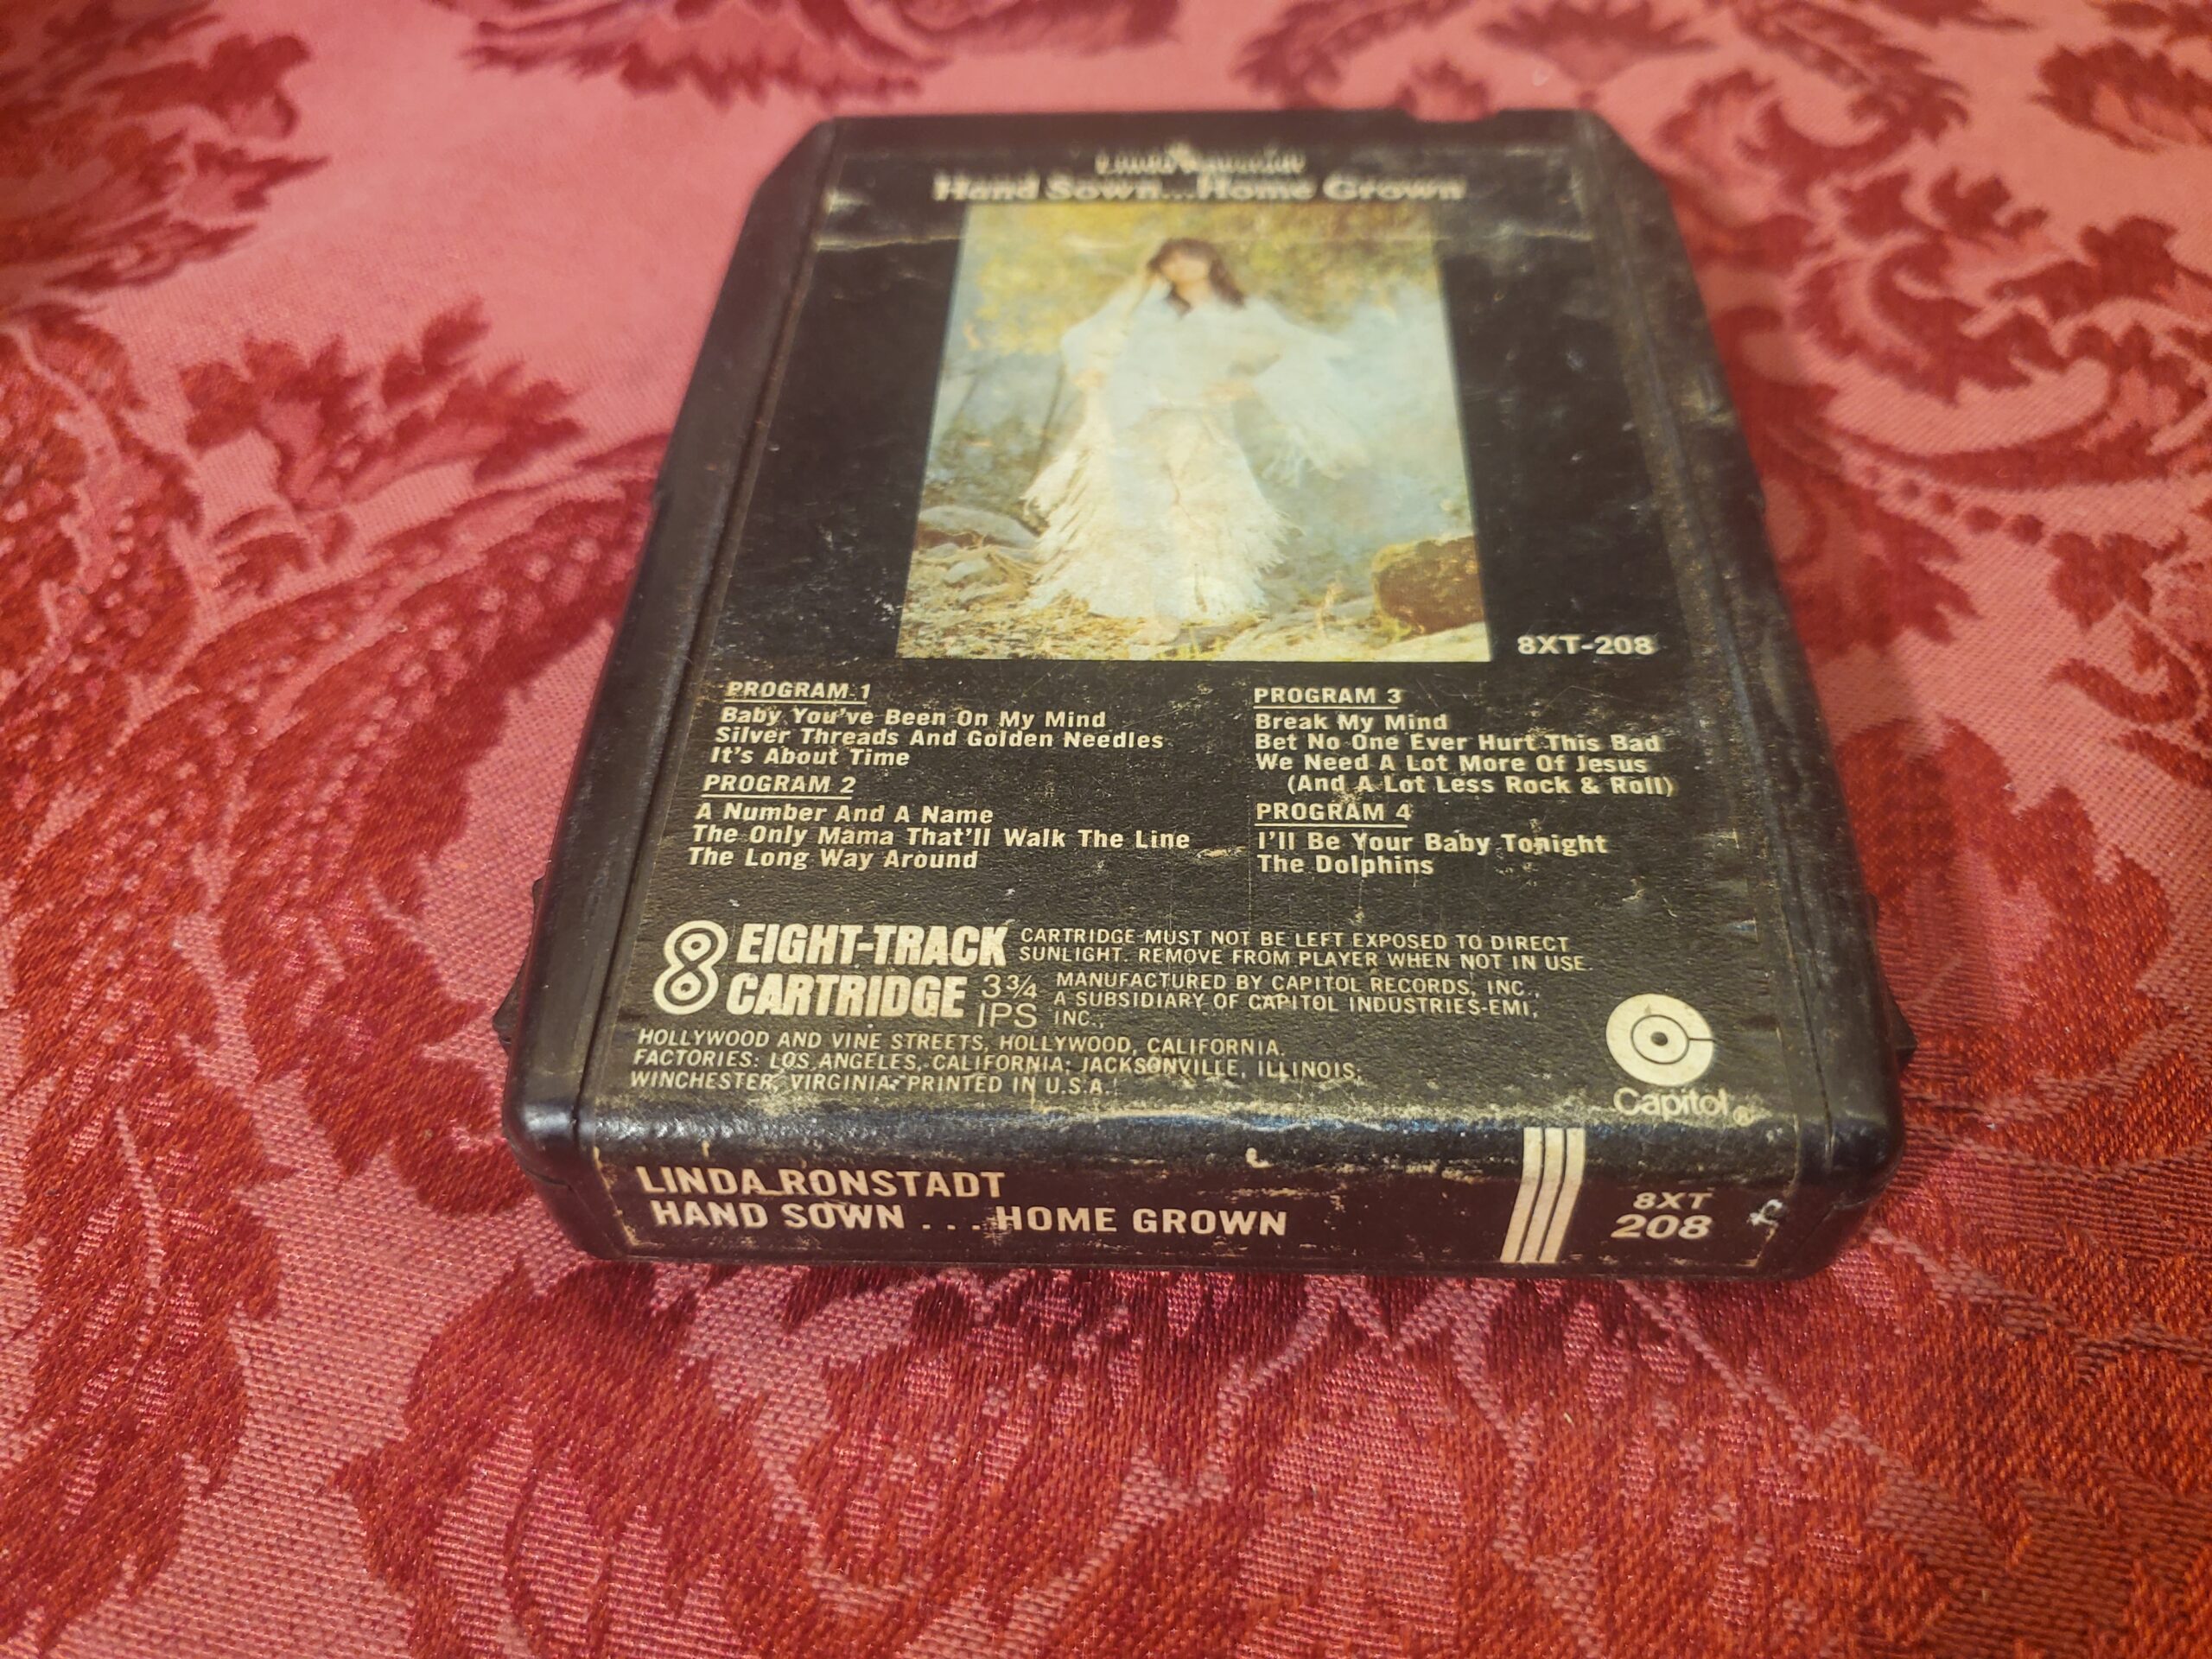 Linda Ronstadt
Hand Sown...Home Grown
8XT-208
PROGRAM 1
Baby You've Been On My Mind
Silver Threads And Golden Needles
It's About Time
PROGRAM 2
A Number And A Name
The Only Mama That'll Walk The Line
The Long Way Around
PROGRAM 3
Break My Mind
Bet No One Ever Hurt This Bad
We Need A Lot More Of Jesus
(And A Lot Less Rock & Roll)
PROGRAM 4
I'll Be Your Baby Tonight
The Dolphins
8 EIGHT-TRACK
CARTRIDGE
CARTRIDGE MUST NOT BE LEFT EXPOSED TO DIRECT
SUNLIGHT. REMOVE FROM PLAYER WHEN NOT IN USE.
3¾
IPS
MANUFACTURED BY CAPITOL RECORDS, INC.,
A SUBSIDIARY OF CAPITOL INDUSTRIES-EMI,
INC.,
HOLLYWOOD AND VINE STREETS, HOLLYWOOD, CALIFORNIA.
FACTORIES: LOS ANGELES, CALIFORNIA; JACKSONVILLE, ILLINOIS;
WINCHESTER, VIRGINIA. PRINTED IN U.S.A.
Capitol ®
LINDA RONSTADT
HAND SOWN . . . HOME GROWN
8XT
208